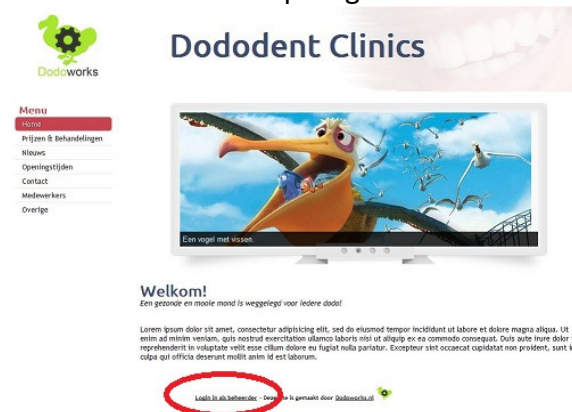 Dodoworks
Dododent Clinics
Menu
Home
Prijzen & Behandelingen
Nieuws
Openingstijden
Contact
Medewerkers
Overige
Een vogel met vissen.
Welkom!
Een gezonde en mooie mond is weggelegd voor iedere dodo!
Lorem ipsum dolor sit amet, consectetur adipisicing elit, sed do eiusmod tempor incididunt ut labore et dolore magna aliqua. Ut
enim ad minim veniam, quis nostrud exercitation ullamco laboris nisi ut aliquip ex ea commodo consequat. Duis aute irure dolor
reprehenderit in voluptate velit esse cillum dolore eu fugiat nulla pariatur. Excepteur sint occaecat cupidatat non proident, sunt i
culpa qui officia deserunt mollit anim id est laborum.
Login in als beheerder - Deze te is gemaakt door Dodoworks.nl